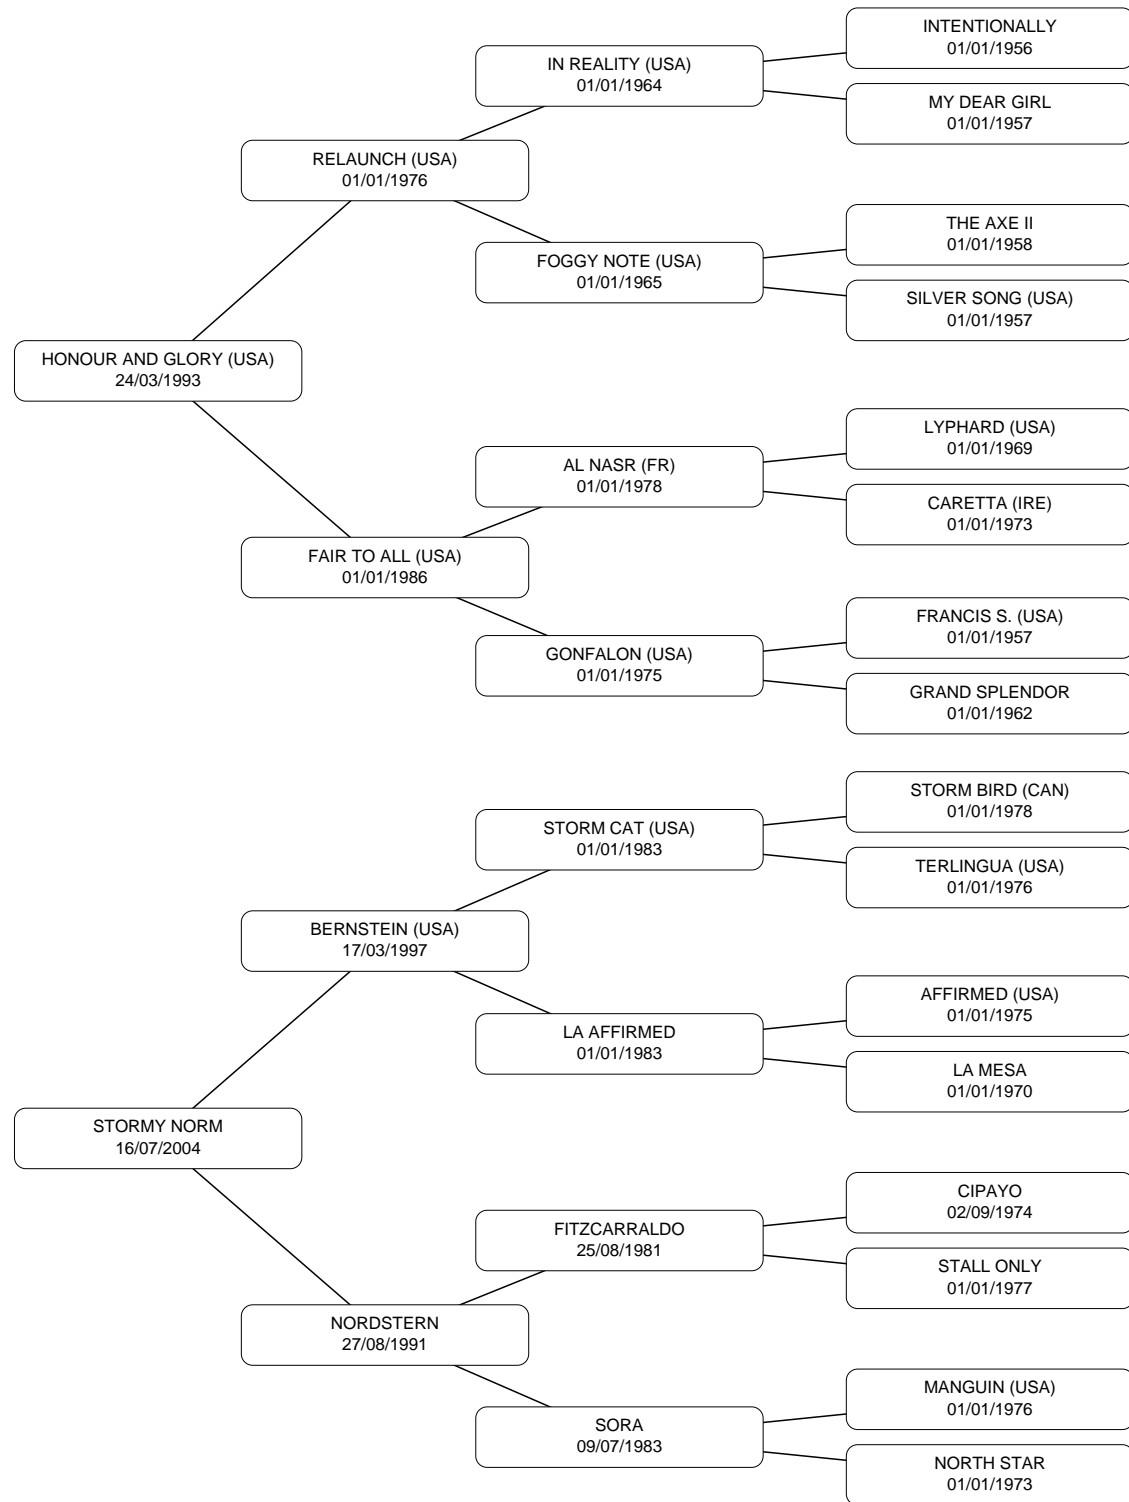 INTENTIONALLY
01/01/1956
IN REALITY (USA)
01/01/1964
MY DEAR GIRL
01/01/1957
RELAUNCH (USA)
01/01/1976
THE AXE II
01/01/1958
FOGGY NOTE (USA)
01/01/1965
SILVER SONG (USA)
01/01/1957
HONOUR AND GLORY (USA)
24/03/1993
LYPHARD (USA)
01/01/1969
AL NASR (FR)
01/01/1978
CARETTA (IRE)
01/01/1973
FAIR TO ALL (USA)
01/01/1986
FRANCIS S. (USA)
01/01/1957
GONFALON (USA)
01/01/1975
GRAND SPLENDOR
01/01/1962
STORM BIRD (CAN)
01/01/1978
STORM CAT (USA)
01/01/1983
TERLINGUA (USA)
01/01/1976
BERNSTEIN (USA)
17/03/1997
AFFIRMED (USA)
01/01/1975
LA AFFIRMED
01/01/1983
LA MESA
01/01/1970
STORMY NORM
16/07/2004
CIPAYO
02/09/1974
FITZCARRALDO
25/08/1981
STALL ONLY
01/01/1977
NORDSTERN
27/08/1991
MANGUIN (USA)
01/01/1976
SORA
09/07/1983
NORTH STAR
01/01/1973